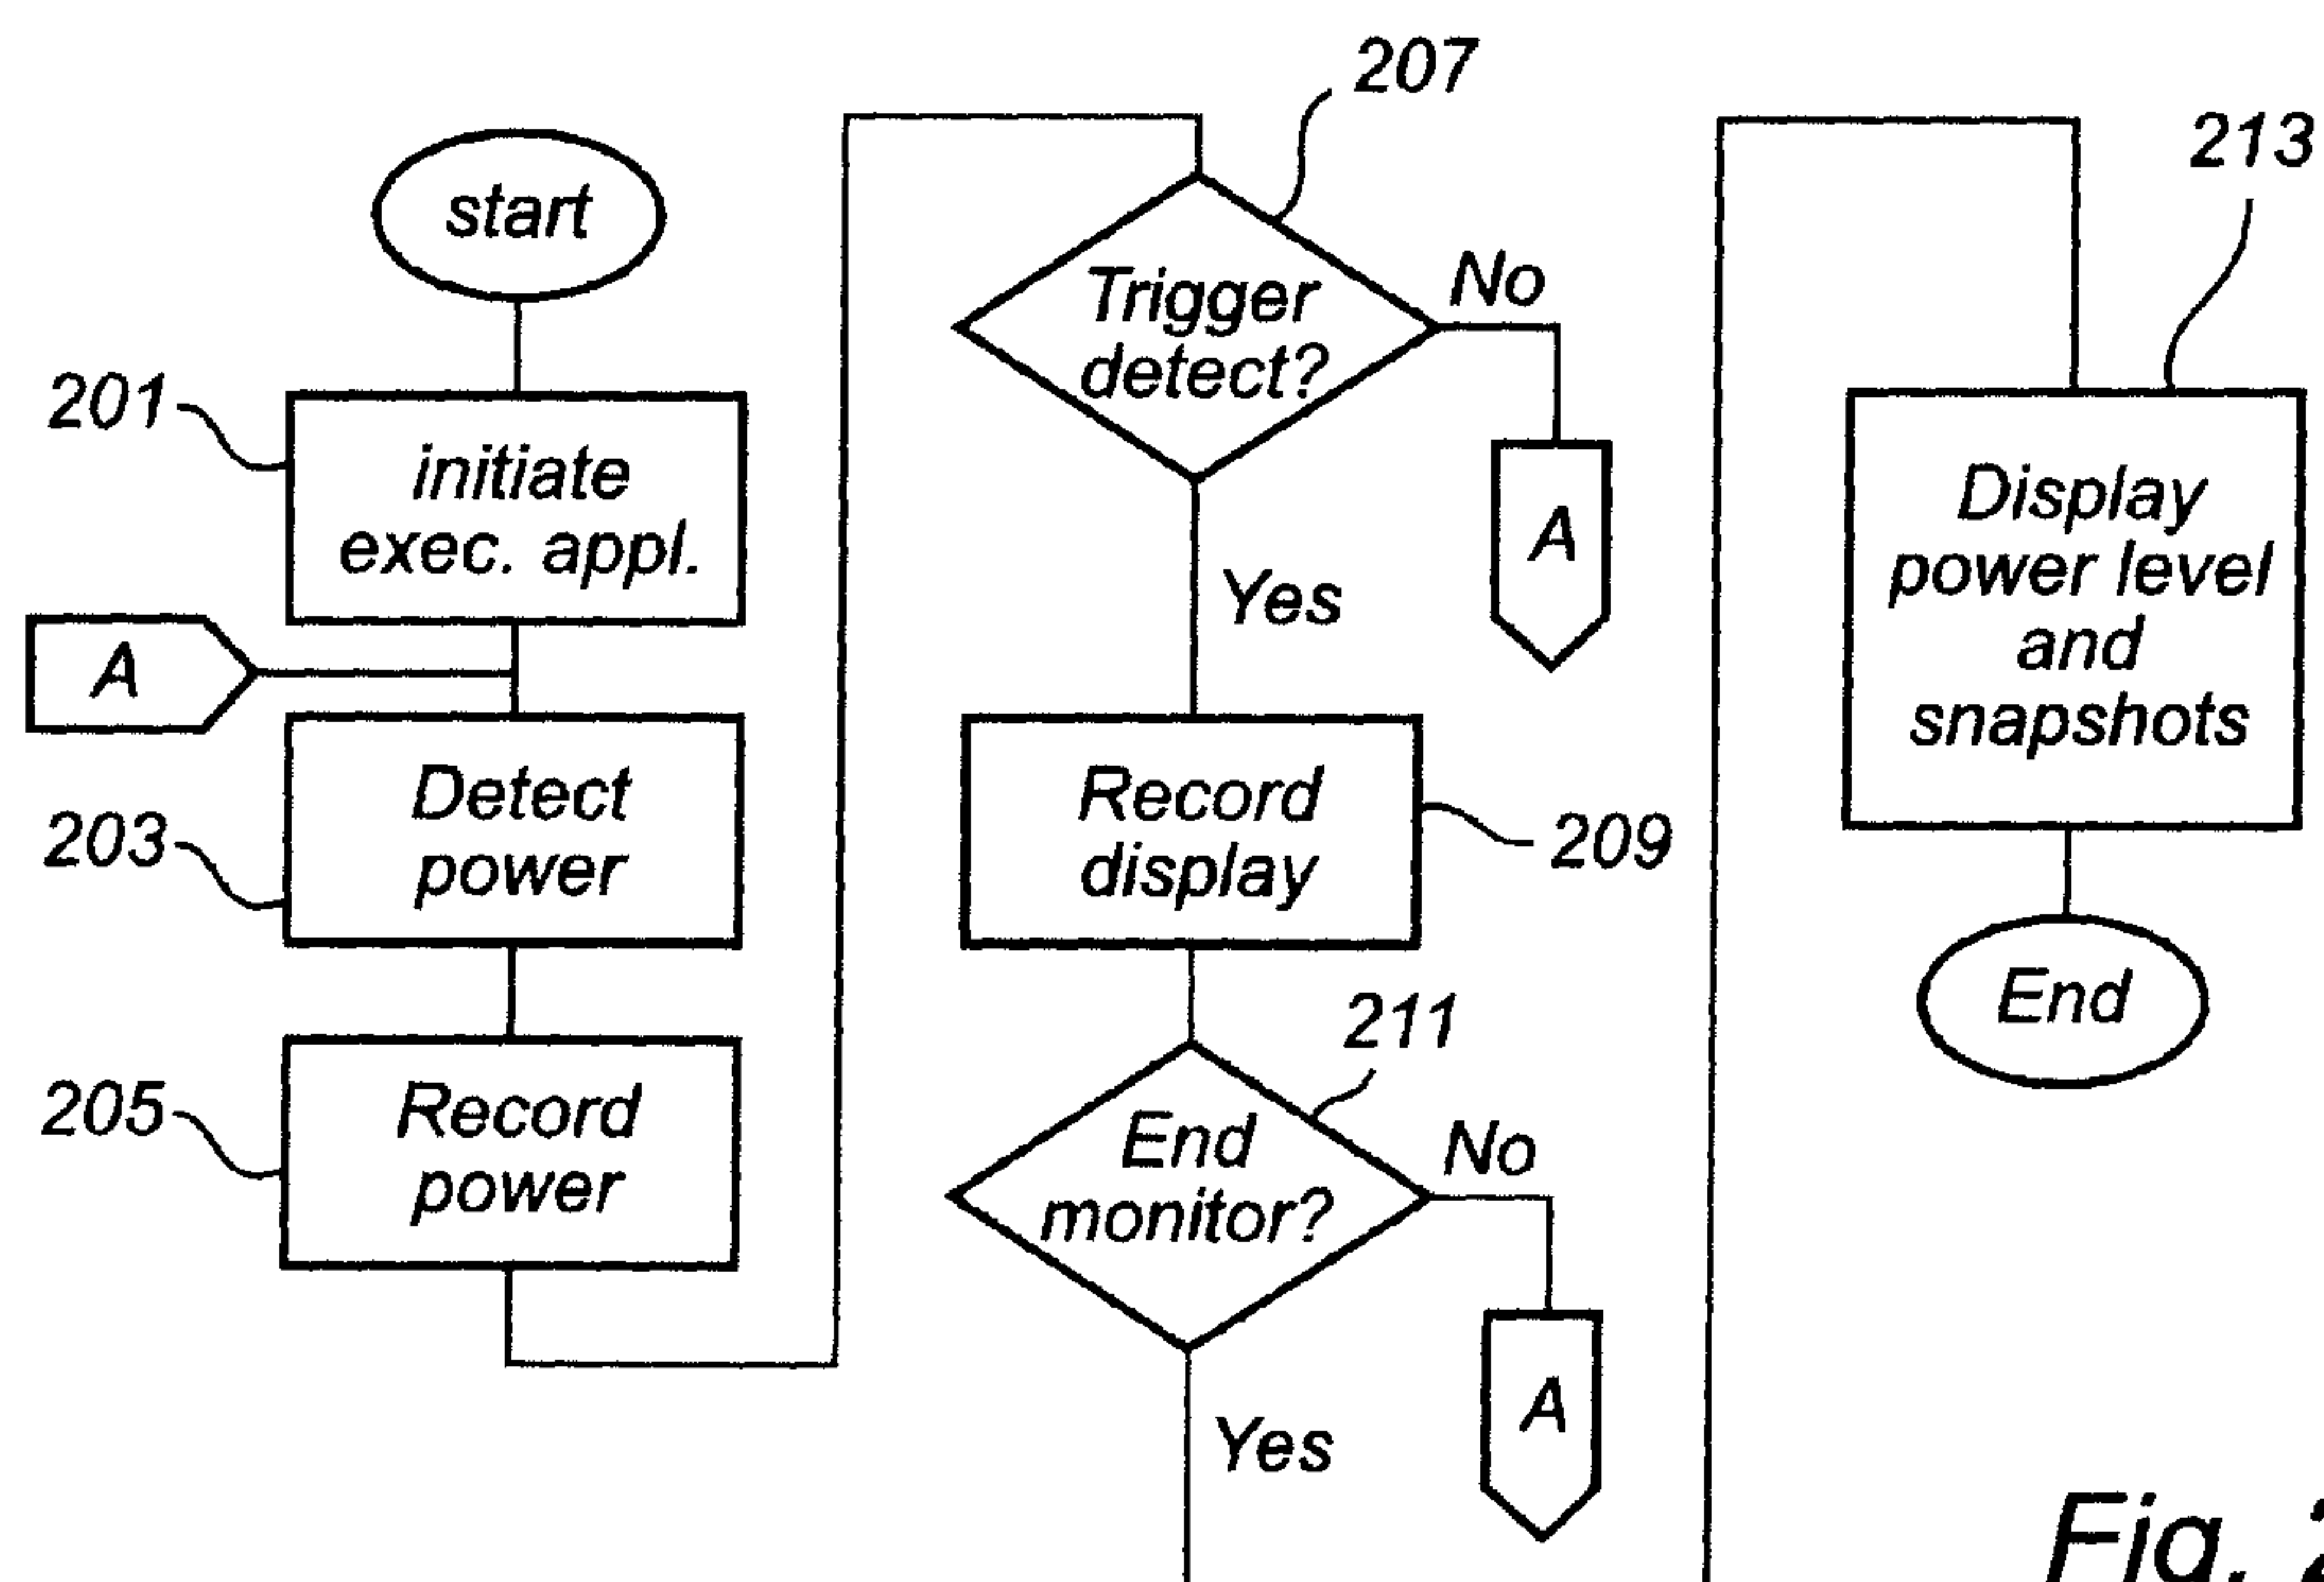 start
201
initiate
exec. appl.
A
Detect
power
203
Record
power
205
207
Trigger
detect?
No
A
Yes
Record
display
209
211
End
monitor?
No
A
Yes
213
Display
power level
and
snapshots
End
Fig.